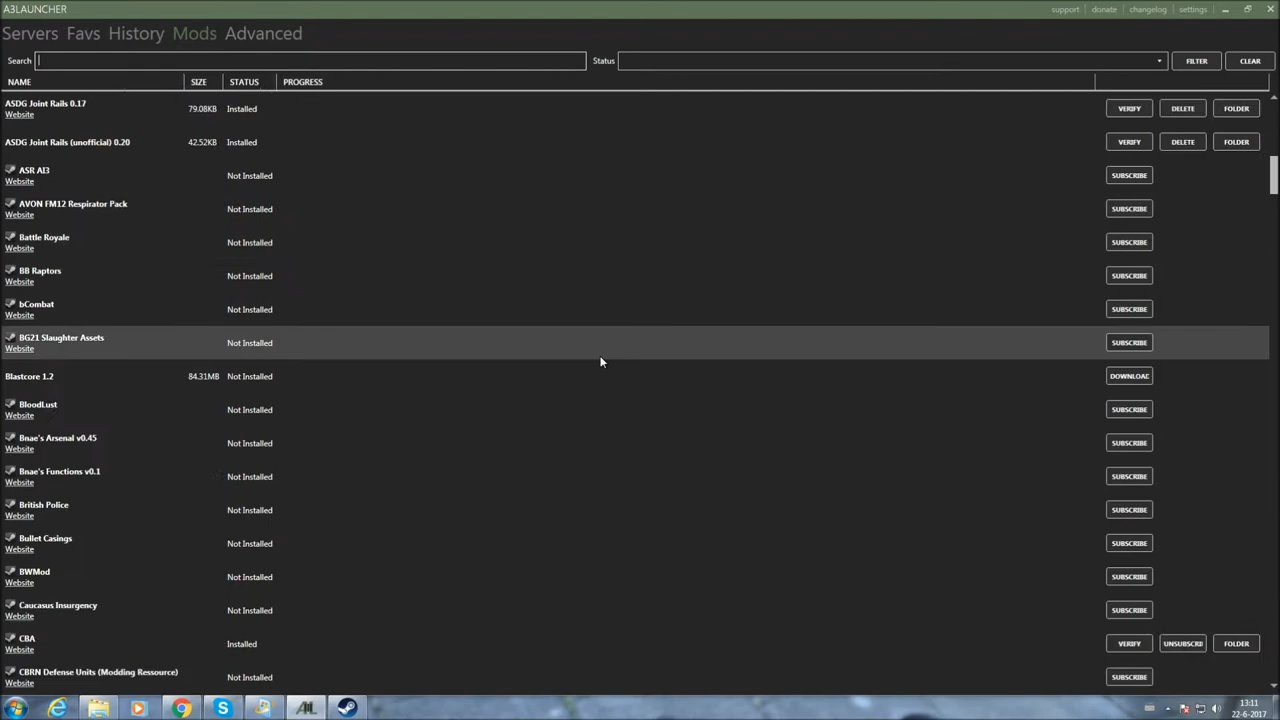 A3LAUNCHER support donate changelog settings
Servers Favs History Mods Advanced
Search Status FILTER CLEAR
NAME SIZE STATUS PROGRESS
ASDG Joint Rails 0.17 79.08KB Installed VERIFY DELETE FOLDER
Website
ASDG Joint Rails (unofficial) 0.20 42.52KB Installed VERIFY DELETE FOLDER
ASR AI3 Not Installed SUBSCRIBE
Website
AVON FM12 Respirator Pack Not Installed SUBSCRIBE
Website
Battle Royale Not Installed SUBSCRIBE
Website
BB Raptors Not Installed SUBSCRIBE
Website
bCombat Not Installed SUBSCRIBE
Website
BG21 Slaughter Assets Not Installed SUBSCRIBE
Website
Blastcore 1.2 84.31MB Not Installed DOWNLOAD
BloodLust Not Installed SUBSCRIBE
Website
Bnae's Arsenal v0.45 Not Installed SUBSCRIBE
Website
Bnae's Functions v0.1 Not Installed SUBSCRIBE
Website
British Police Not Installed SUBSCRIBE
Website
Bullet Casings Not Installed SUBSCRIBE
Website
BWMod Not Installed SUBSCRIBE
Website
Caucasus Insurgency Not Installed SUBSCRIBE
Website
CBA Installed VERIFY UNSUBSCRI FOLDER
Website
CBRN Defense Units (Modding Ressource) Not Installed SUBSCRIBE
Website
13:11
22-6-2017